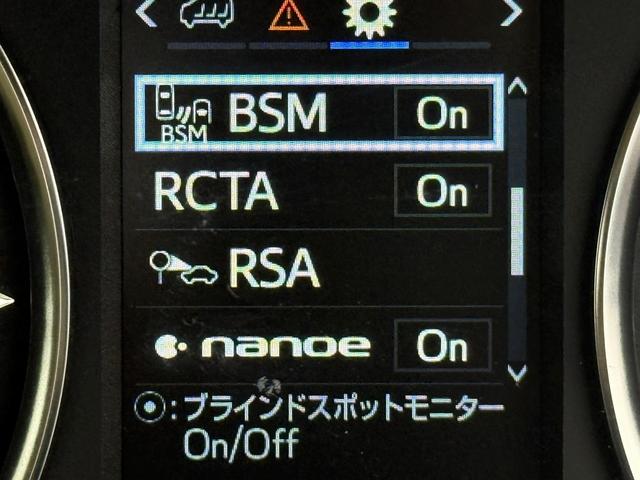 BSM BSM On
RCTA On
RSA
nanoe On
:ブラインドスポットモニター
On/Off